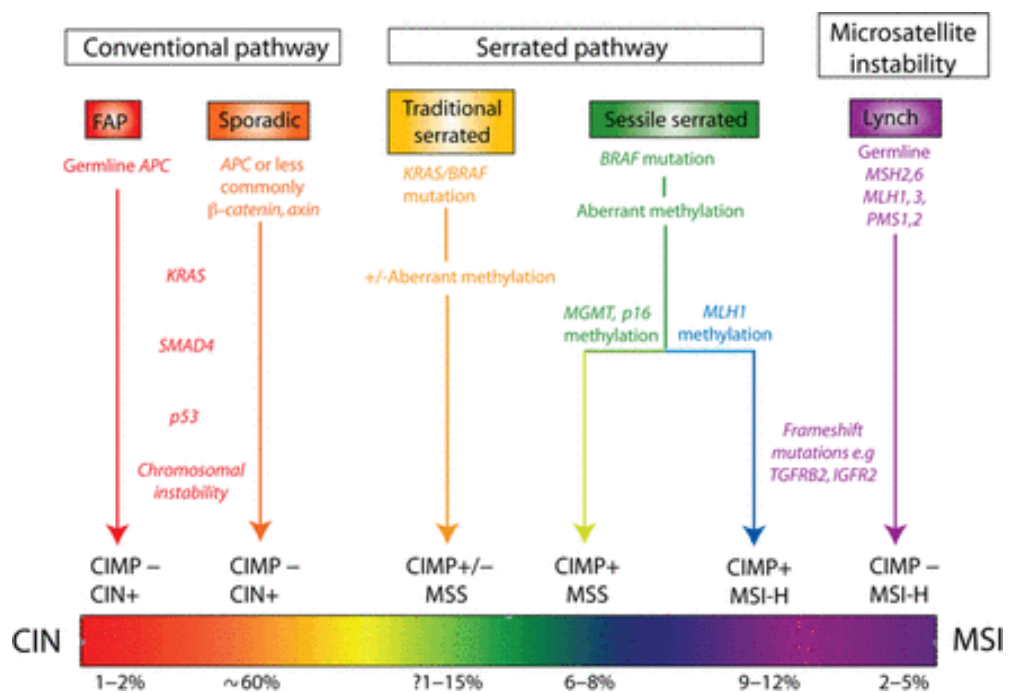 Conventional pathway
Serrated pathway
Microsatellite
instability
FAP
Sporadic
Traditional
serrated
Sessile serrated
Lynch
Germline APC
APC or less
commonly
β-catenin, axin
KRAS/BRAF
mutation
BRAF mutation
Germline
MSH2,6
MLH1, 3,
PMS1,2
Aberrant methylation
KRAS
+/-Aberrant methylation
SMAD4
MGMT, p16
methylation
MLH1
methylation
p53
Chromosomal
instability
Frameshift
mutations e.g
TGFRB2, IGFR2
CIMP –
CIN+
CIMP –
CIN+
CIMP+/–
MSS
CIMP+
MSS
CIMP+
MSI-H
CIMP –
MSI-H
CIN
MSI
1–2%
~60%
?1–15%
6–8%
9–12%
2–5%